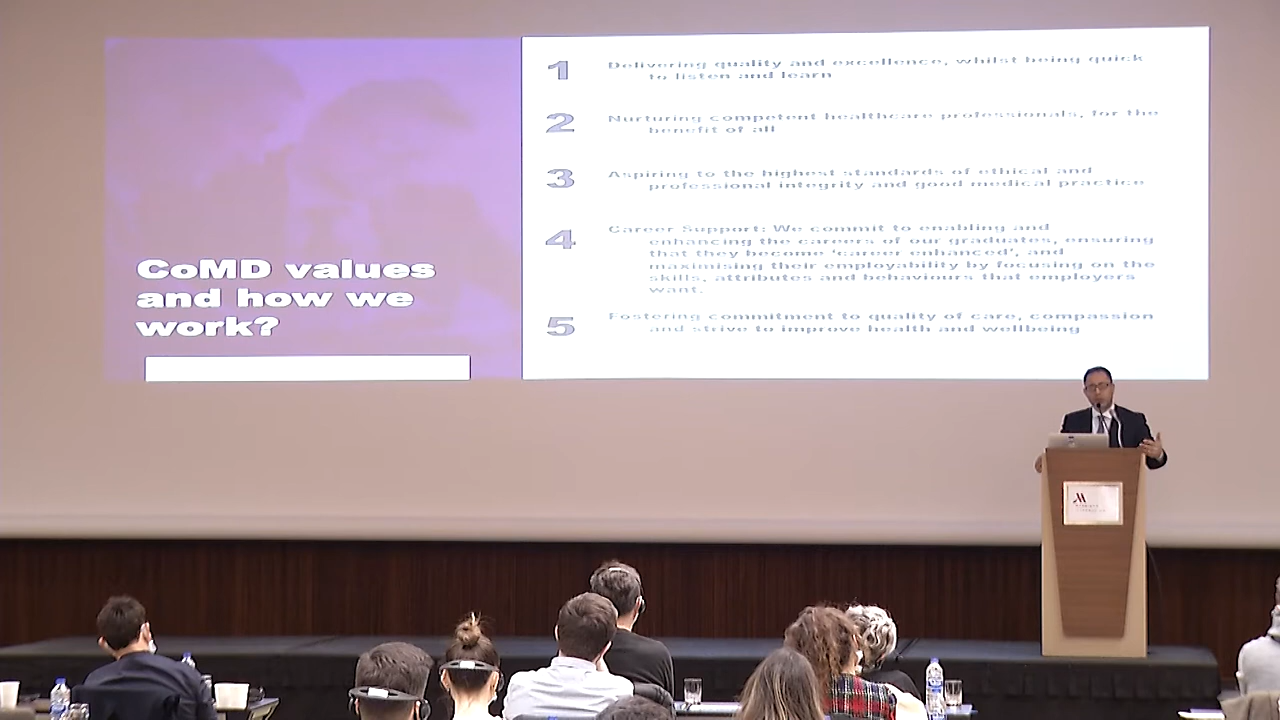 CoMD values
and how we
work?
1
Delivering quality and excellence, whilst being quick
to listen and learn
2
Nurturing competent healthcare professionals, for the
benefit of all
3
Aspiring to the highest standards of ethical and
professional integrity and good medical practice
4
Career Support: We commit to enabling and
enhancing the careers of our graduates, ensuring
that they become 'career enhanced', and
maximising their employability by focusing on the
skills, attributes and behaviours that employers
want.
5
Fostering commitment to quality of care, compassion
and strive to improve health and wellbeing